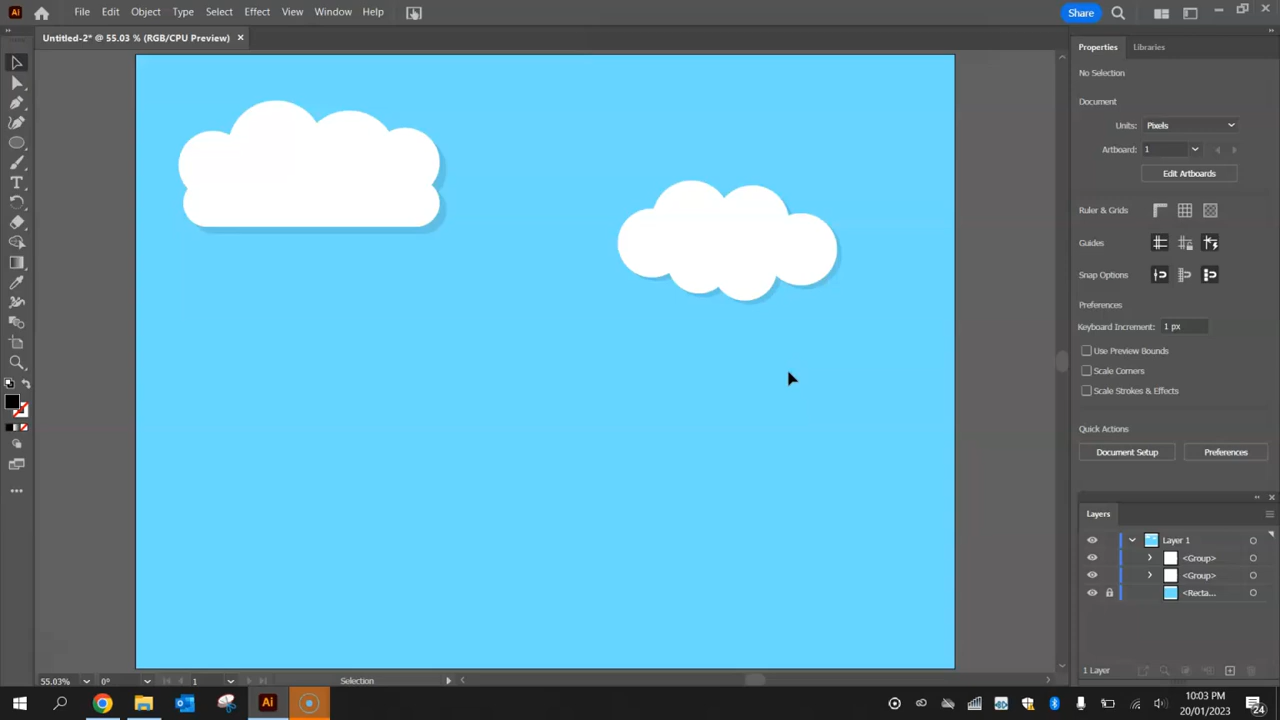 Ai File Edit Object Type Select Effect View Window Help Share
Untitled-2* @ 55.03 % (RGB/CPU Preview) ×
Properties Libraries
No Selection
Document
Units: Pixels
Artboard: 1
Edit Artboards
Ruler & Grids
Guides
Snap Options
Preferences
Keyboard Increment: 1 px
Use Preview Bounds
Scale Corners
Scale Strokes & Effects
Quick Actions
Document Setup Preferences
Layers
Layer 1
<Group>
<Group>
<Recta...
1 Layer
55.03% 0° 1 Selection
Ai
10:03 PM
20/01/2023
24